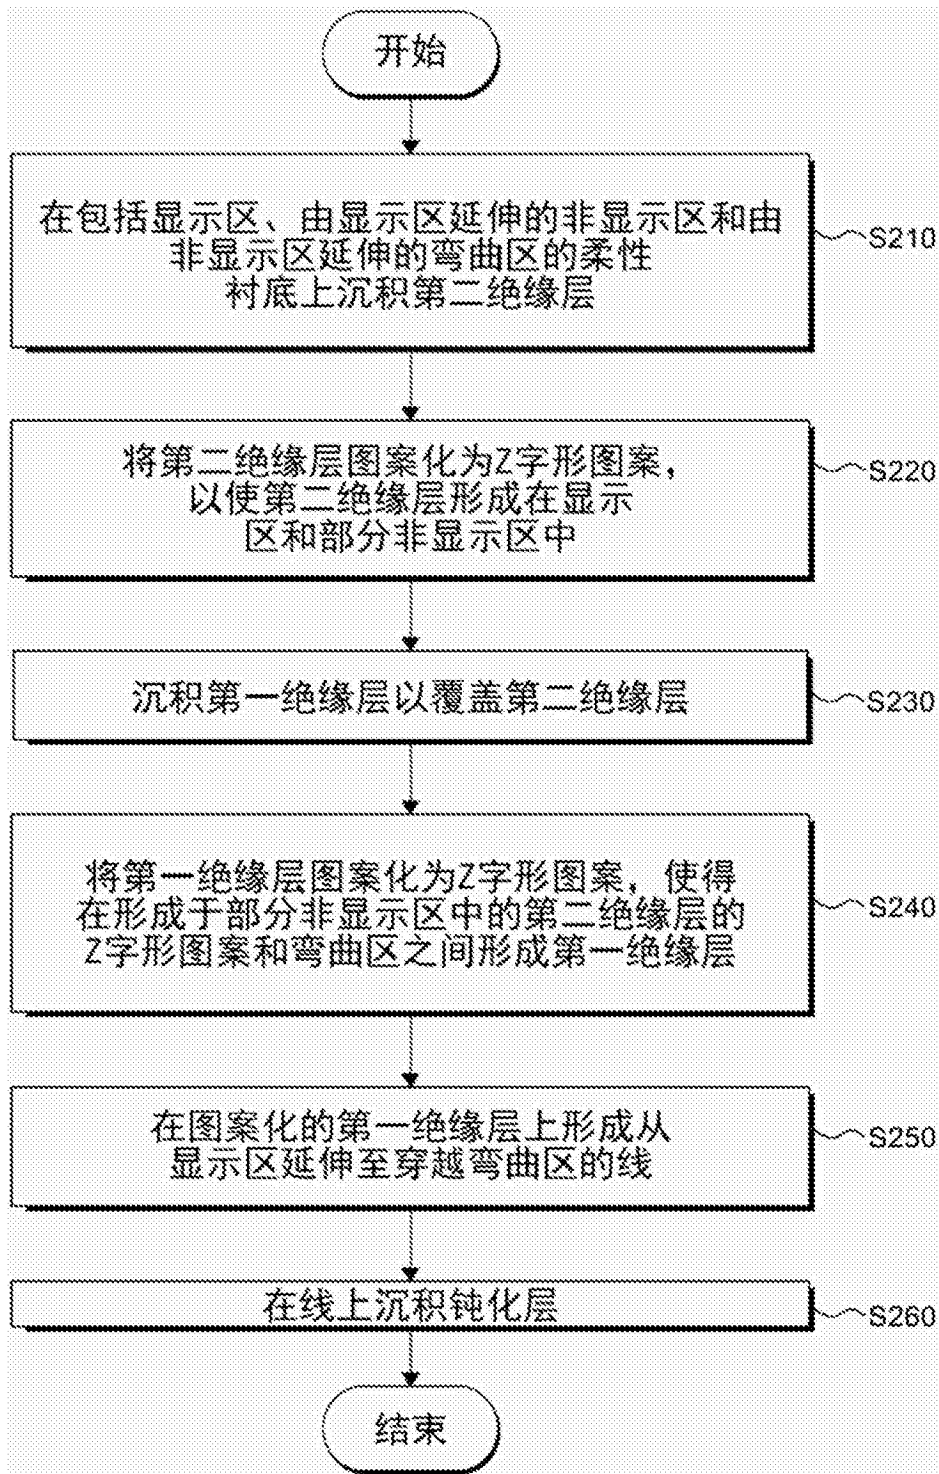 开始
在包括显示区、由显示区延伸的非显示区和由
非显示区延伸的弯曲区的柔性
衬底上沉积第二绝缘层
S210
将第二绝缘层图案化为Z字形图案，
以使第二绝缘层形成在显示
区和部分非显示区中
S220
沉积第一绝缘层以覆盖第二绝缘层
S230
将第一绝缘层图案化为Z字形图案，使得
在形成于部分非显示区中的第二绝缘层的
Z字形图案和弯曲区之间形成第一绝缘层
S240
在图案化的第一绝缘层上形成从
显示区延伸至穿越弯曲区的线
S250
在线上沉积钝化层
S260
结束